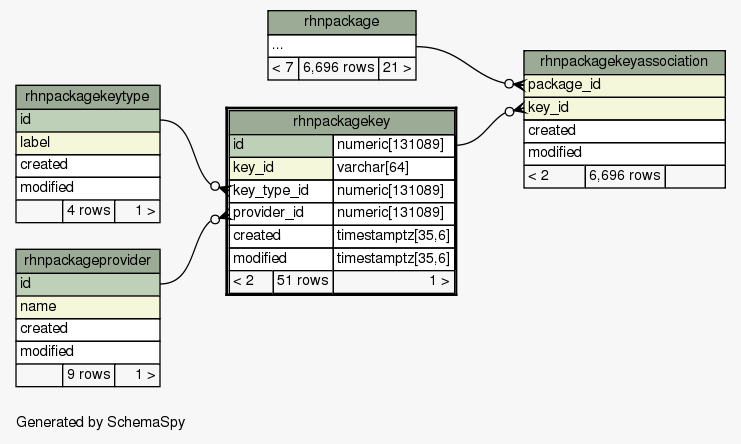 rhnpackage
...
< 7 6,696 rows 21 >
rhnpackagekeyassociation
package_id
key_id
created
modified
< 2 6,696 rows
rhnpackagekeytype
id
label
created
modified
4 rows 1 >
rhnpackagekey
id numeric[131089]
key_id varchar[64]
key_type_id numeric[131089]
provider_id numeric[131089]
created timestamptz[35,6]
modified timestamptz[35,6]
< 2 51 rows 1 >
rhnpackageprovider
id
name
created
modified
9 rows 1 >
Generated by SchemaSpy